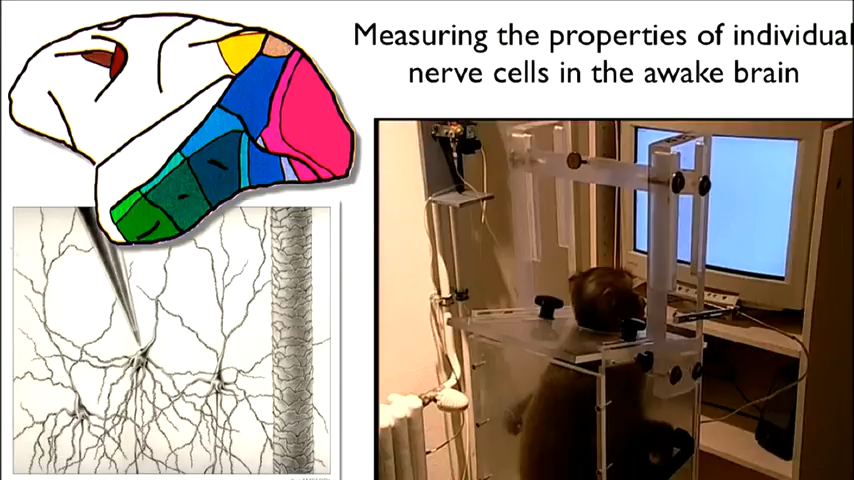 Measuring the properties of individual
nerve cells in the awake brain